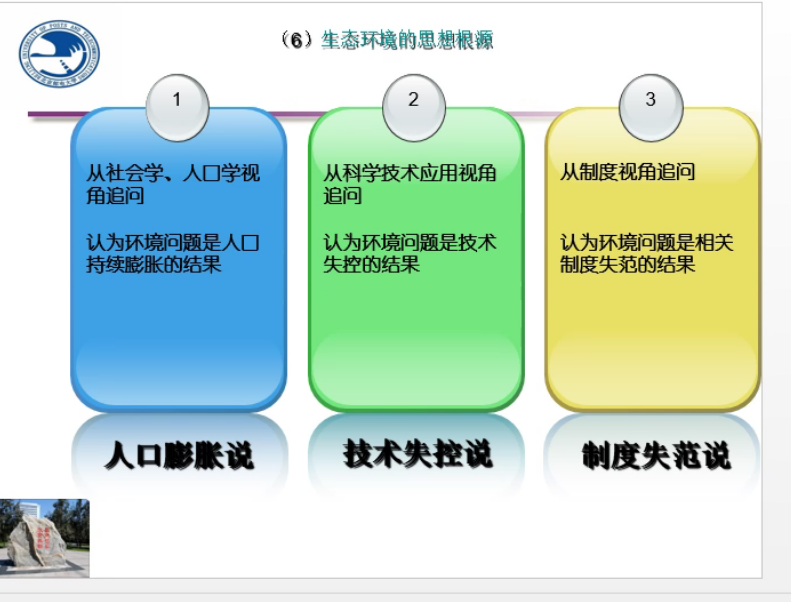 （6）生态环境的思想根源
1
从社会学、人口学视
角追问
认为环境问题是人口
持续膨胀的结果
人口膨胀说
2
从科学技术应用视角
追问
认为环境问题是技术
失控的结果
技术失控说
3
从制度视角追问
认为环境问题是相关
制度失范的结果
制度失范说